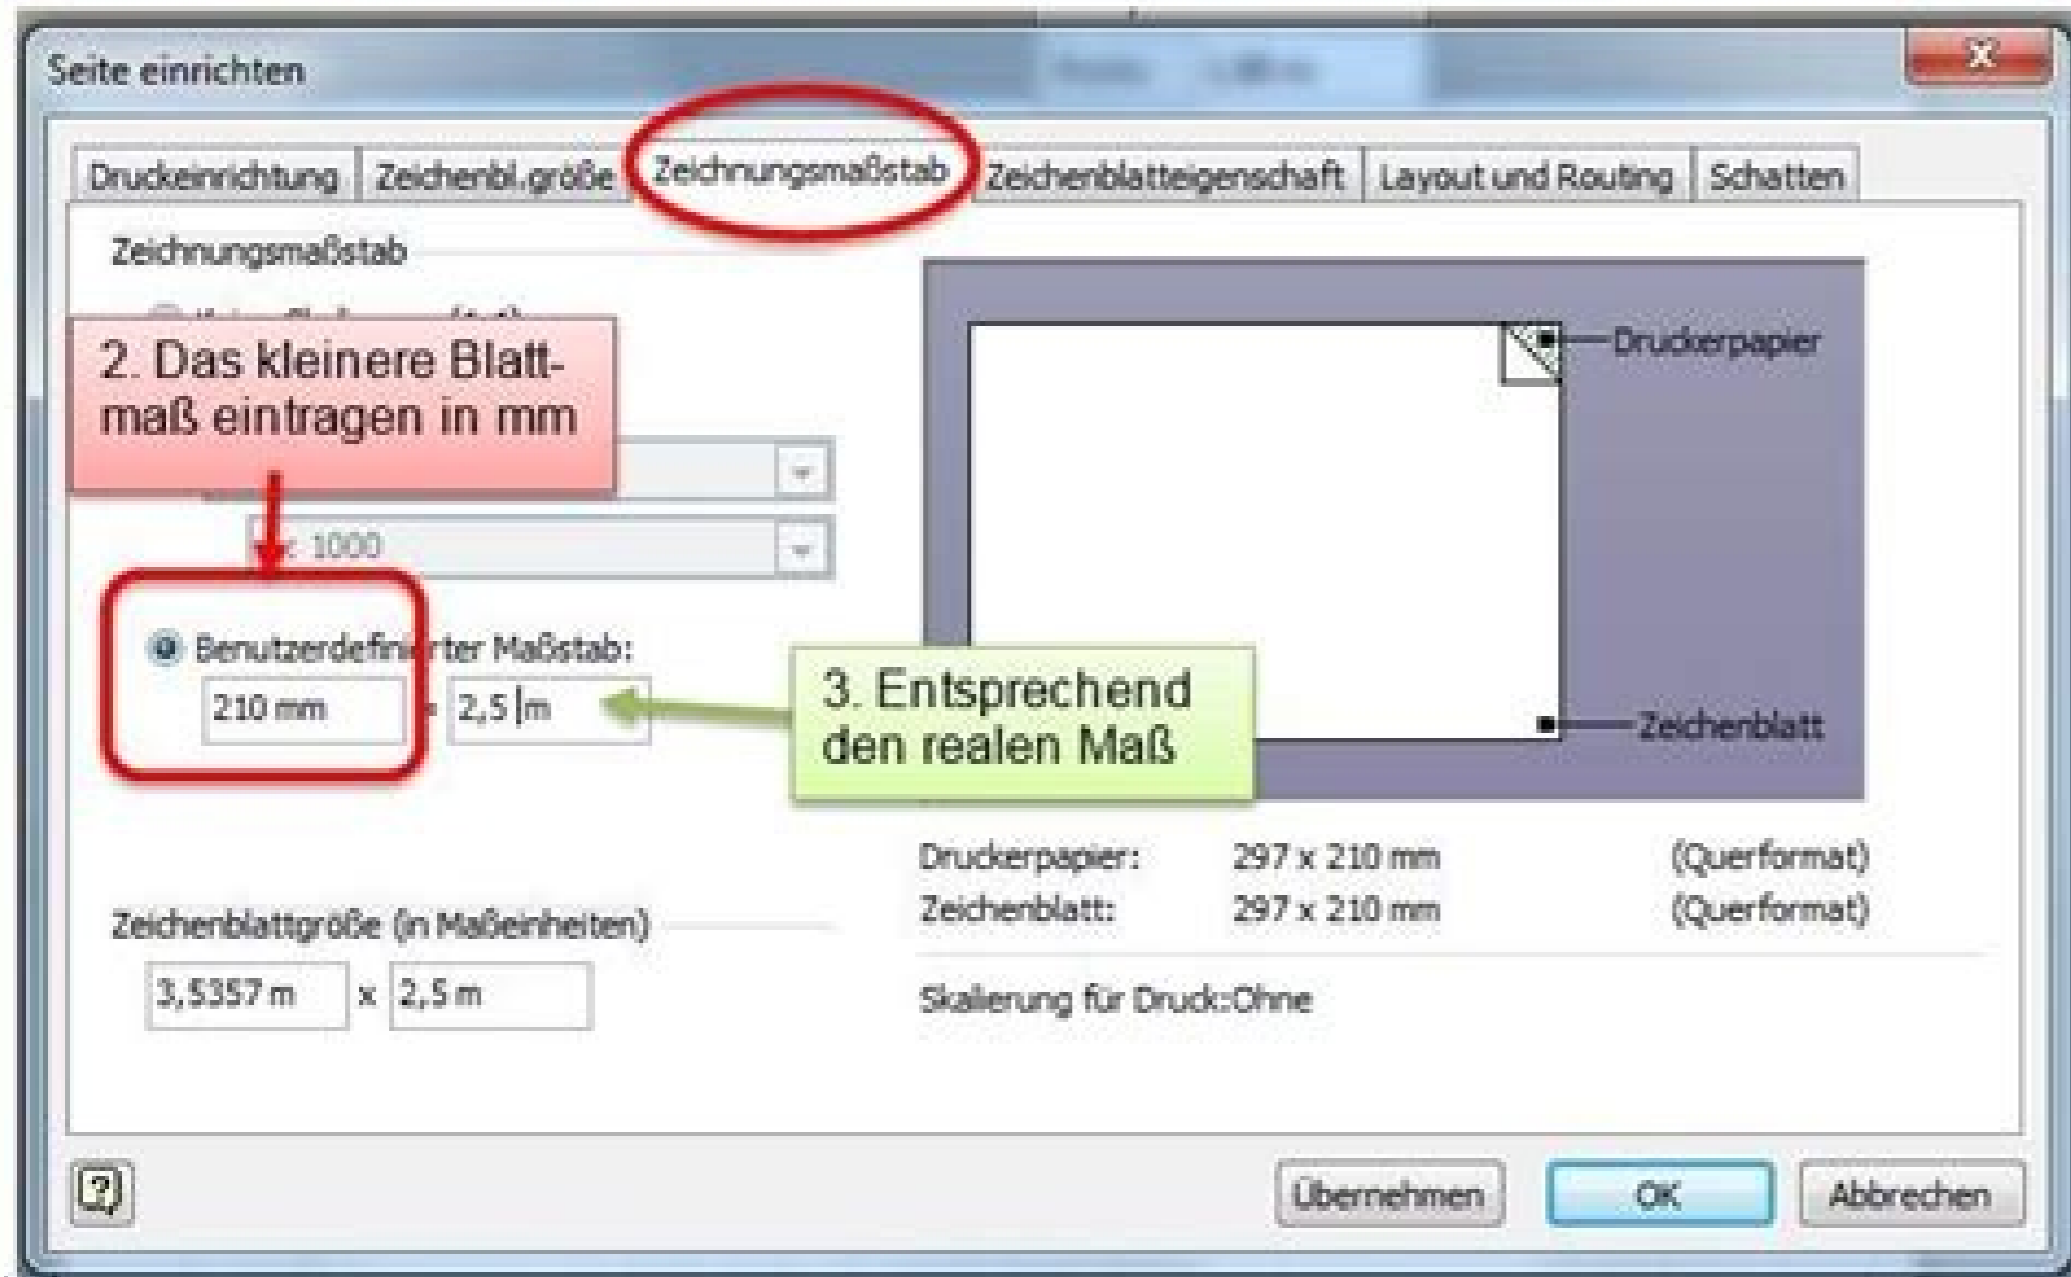 Seite einrichten
Druckeinrichtung Zeichenbl.größe Zeichnungsmaßstab Zeichenblatteigenschaft Layout und Routing Schatten
Zeichnungsmaßstab
2. Das kleinere Blatt-
maß eintragen in mm
Druckerpapier
: 1000
Benutzerdefinierter Maßstab:
210 mm = 2,5 m
3. Entsprechend
den realen Maß
Zeichenblatt
Druckerpapier: 297 x 210 mm (Querformat)
Zeichenblatt: 297 x 210 mm (Querformat)
Zeichenblattgröße (in Maßeinheiten)
3,5357 m x 2,5 m
Skalierung für Druck:Ohne
Übernehmen OK Abbrechen